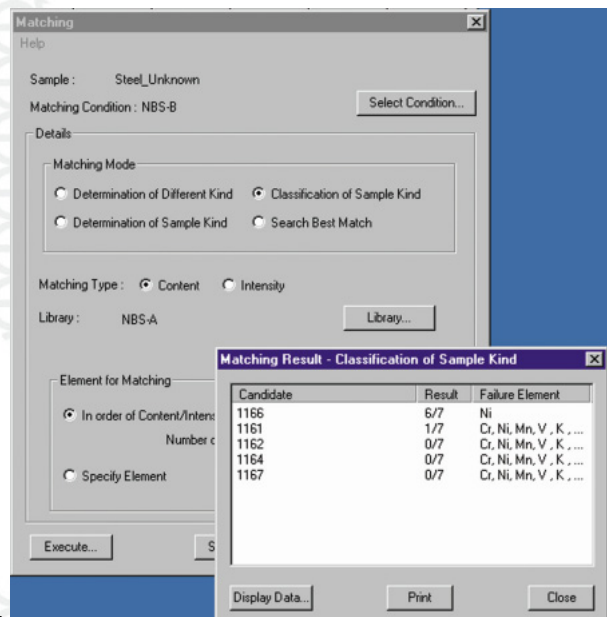 Matching
Help
Sample : Steel_Unknown
Matching Condition : NBS-B
Select Condition...
Details
Matching Mode
Determination of Different Kind
Classification of Sample Kind
Determination of Sample Kind
Search Best Match
Matching Type : Content Intensity
Library : NBS-A
Library...
Element for Matching
In order of Content/Intens
Number o
Specify Element
Execute...
S
Matching Result - Classification of Sample Kind
Candidate Result Failure Element
1166 6/7 Ni
1161 1/7 Cr, Ni, Mn, V , K , ...
1162 0/7 Cr, Ni, Mn, V , K , ...
1164 0/7 Cr, Ni, Mn, V , K , ...
1167 0/7 Cr, Ni, Mn, V , K , ...
Display Data...
Print
Close